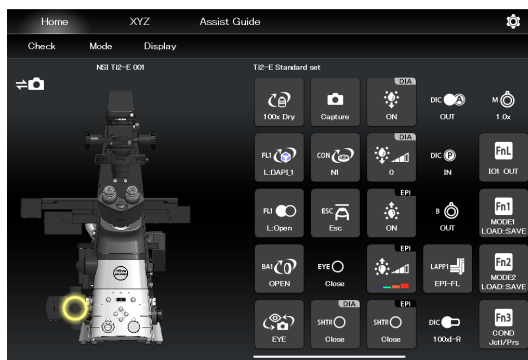 Home XYZ Assist Guide
Check Mode Display
NSI Ti2-E 001
Ti2-E Standard set
100x Dry
Capture
DIA
ON
DIC
OUT
M
1.0x
FL1
L:DAPI_1
CON
N1
DIA
0
DIC
IN
FnL
IO1 OUT
FL1
L:Open
ESC
Esc
EPI
ON
B
OUT
Fn1
MODE1
LOAD::SAVE
BA1
OPEN
EYE
Close
EPI
LAPP1
EPI-FL
Fn2
MODE2
LOAD::SAVE
EYE
DIA
SHTR
Close
EPI
SHTR
Close
DIC
100xI-R
Fn3
COND
Jctl/Prs